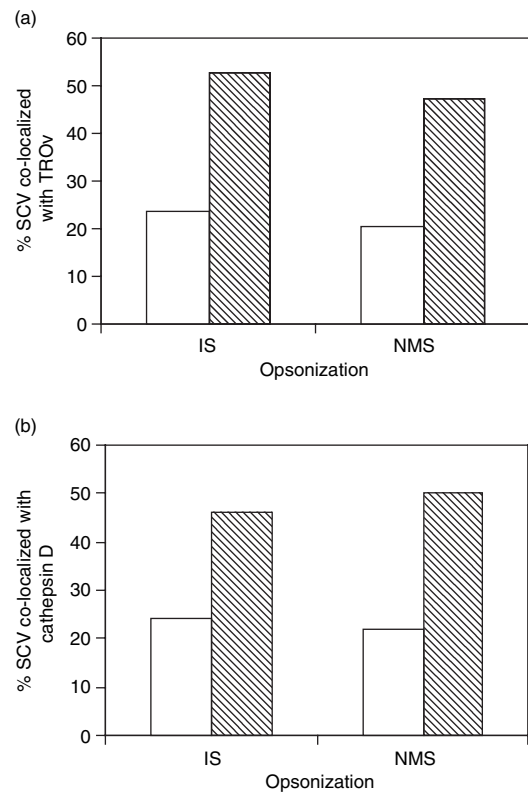 (a)
% SCV co-localized
with TROv
60
50
40
30
20
10
0
IS NMS
Opsonization
(b)
% SCV co-localized with
cathepsin D
60
50
40
30
20
10
0
IS NMS
Opsonization